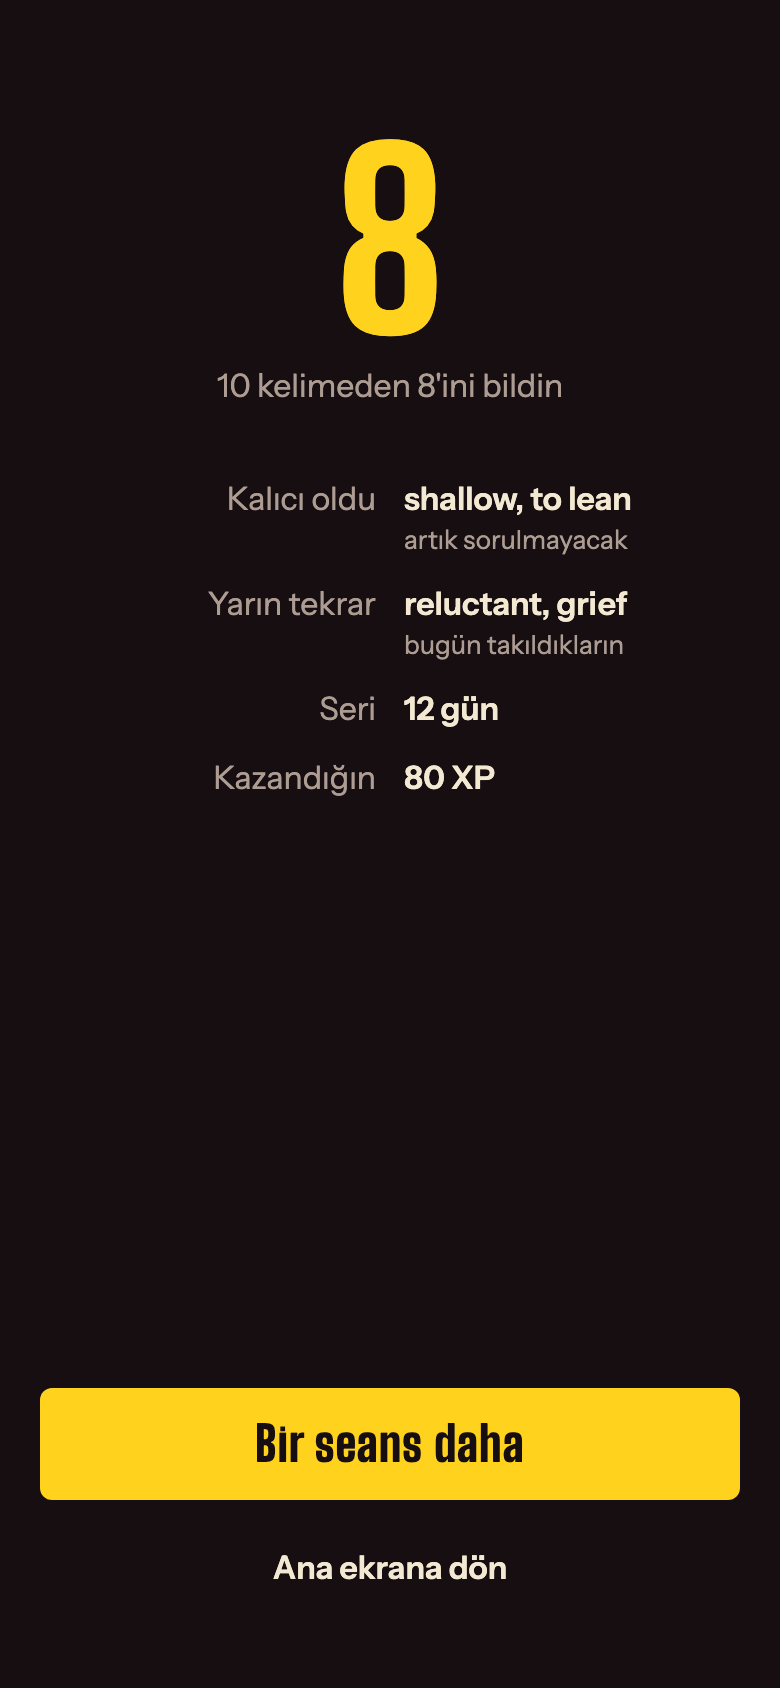 8
10 kelimeden 8'ini bildin
Kalıcı oldu shallow, to lean
artık sorulmayacak
Yarın tekrar reluctant, grief
bugün takıldıkların
Seri 12 gün
Kazandığın 80 XP
Bir seans daha
Ana ekrana dön